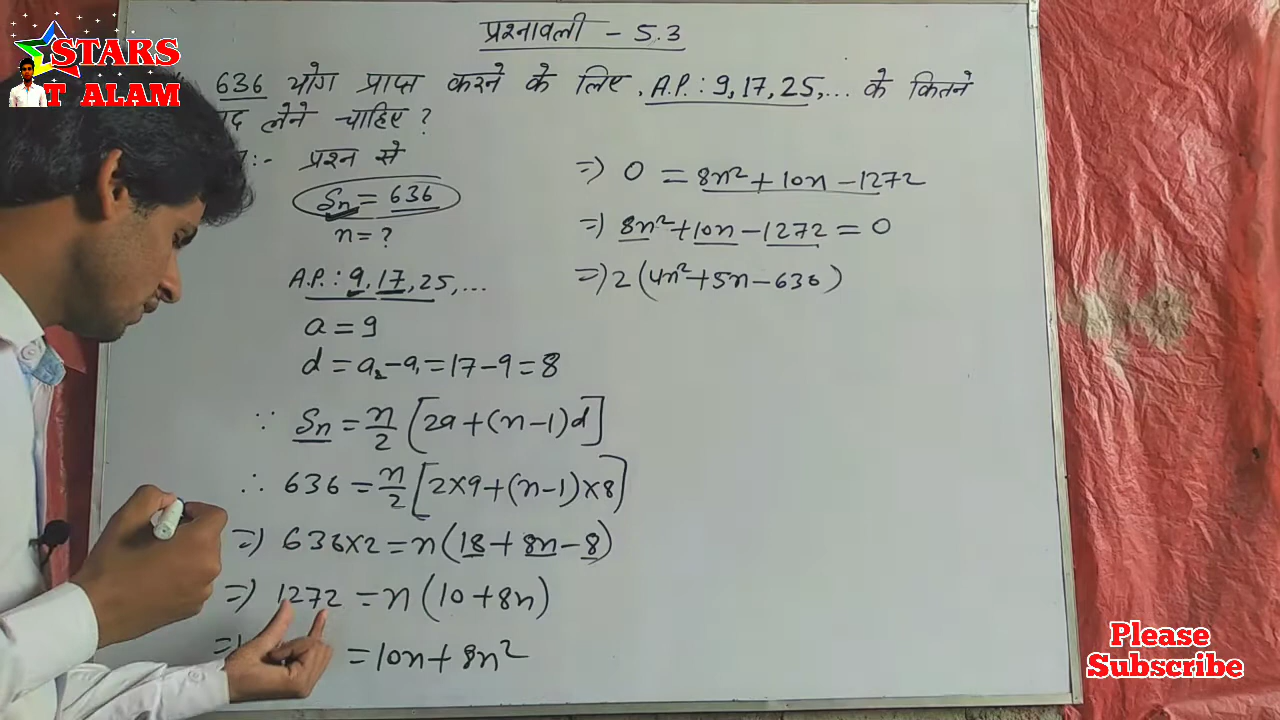 STARS
T ALAM
प्रश्नावली - 5.3
636 योग प्राप्त करने के लिए, A.P.: 9, 17, 25, ... के कितने
लेने चाहिए ?
:- प्रश्न से
Sn = 636
n = ?
A.P.: 9, 17, 25, ...
a = 9
d = a₂ - a₁ = 17 - 9 = 8
∵ Sn = n/2 [2a + (n - 1) d]
∴ 636 = n/2 [2×9 + (n - 1) × 8]
=) 636×2 = n (18 + 8n - 8)
=) 1272 = n (10 + 8n)
= 10n + 8n²
=) 0 = 8n² + 10n - 1272
=) 8n² + 10n - 1272 = 0
=) 2 (4n² + 5n - 636)
Please
Subscribe